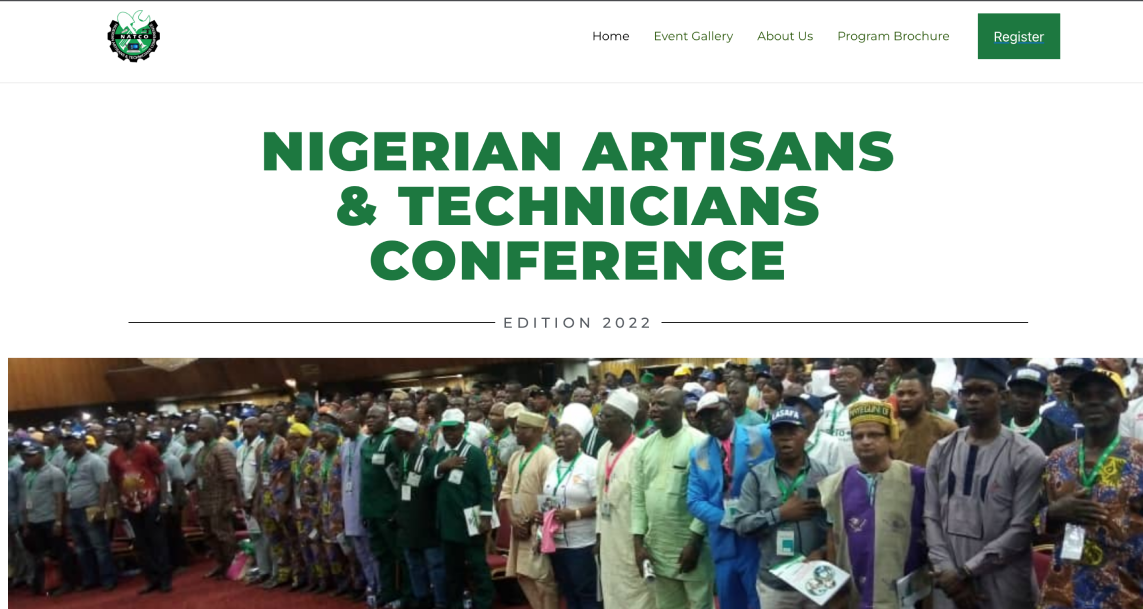 NATCO
Home
Event Gallery
About Us
Program Brochure
Register
NIGERIAN ARTISANS
& TECHNICIANS
CONFERENCE
EDITION 2022
LASAFA